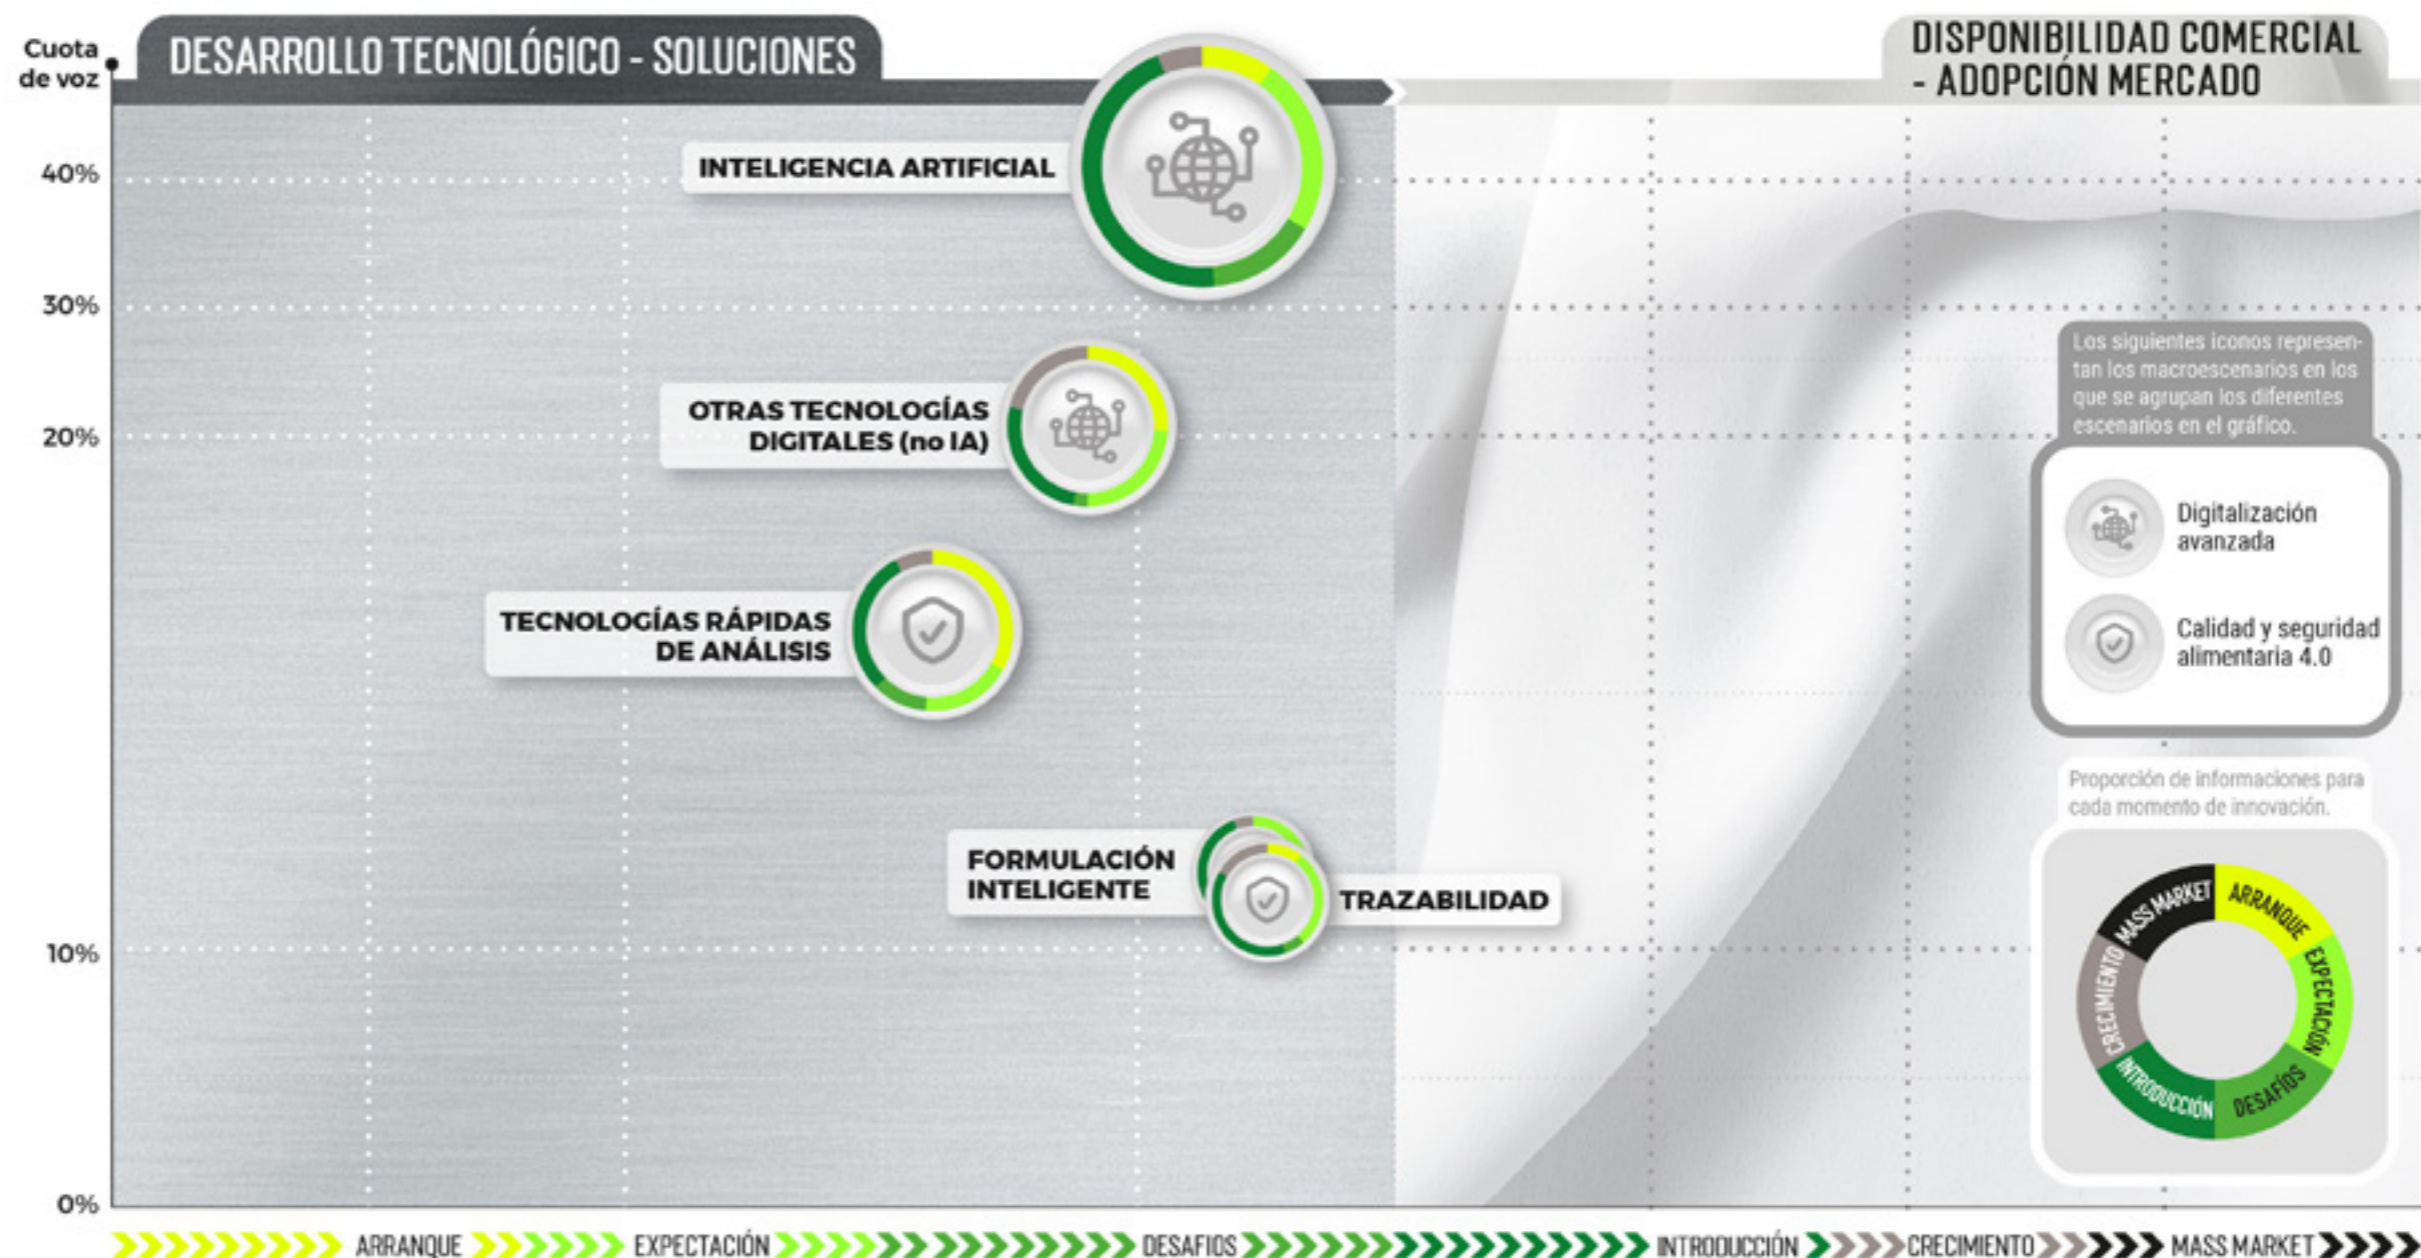 Cuota
de voz
DESARROLLO TECNOLÓGICO - SOLUCIONES
DISPONIBILIDAD COMERCIAL
- ADOPCIÓN MERCADO
40%
30%
20%
10%
0%
INTELIGENCIA ARTIFICIAL
OTRAS TECNOLOGÍAS
DIGITALES (no IA)
TECNOLOGÍAS RÁPIDAS
DE ANÁLISIS
FORMULACIÓN
INTELIGENTE
TRAZABILIDAD
Los siguientes iconos represen-
tan los macroescenarios en los
que se agrupan los diferentes
escenarios en el gráfico.
Digitalización
avanzada
Calidad y seguridad
alimentaria 4.0
Proporción de informaciones para
cada momento de innovación.
MASS MARKET
ARRANQUE
EXPECTACIÓN
DESAFÍOS
INTRODUCCIÓN
CRECIMIENTO
ARRANQUE
EXPECTACIÓN
DESAFIOS
INTRODUCCIÓN
CRECIMIENTO
MASS MARKET